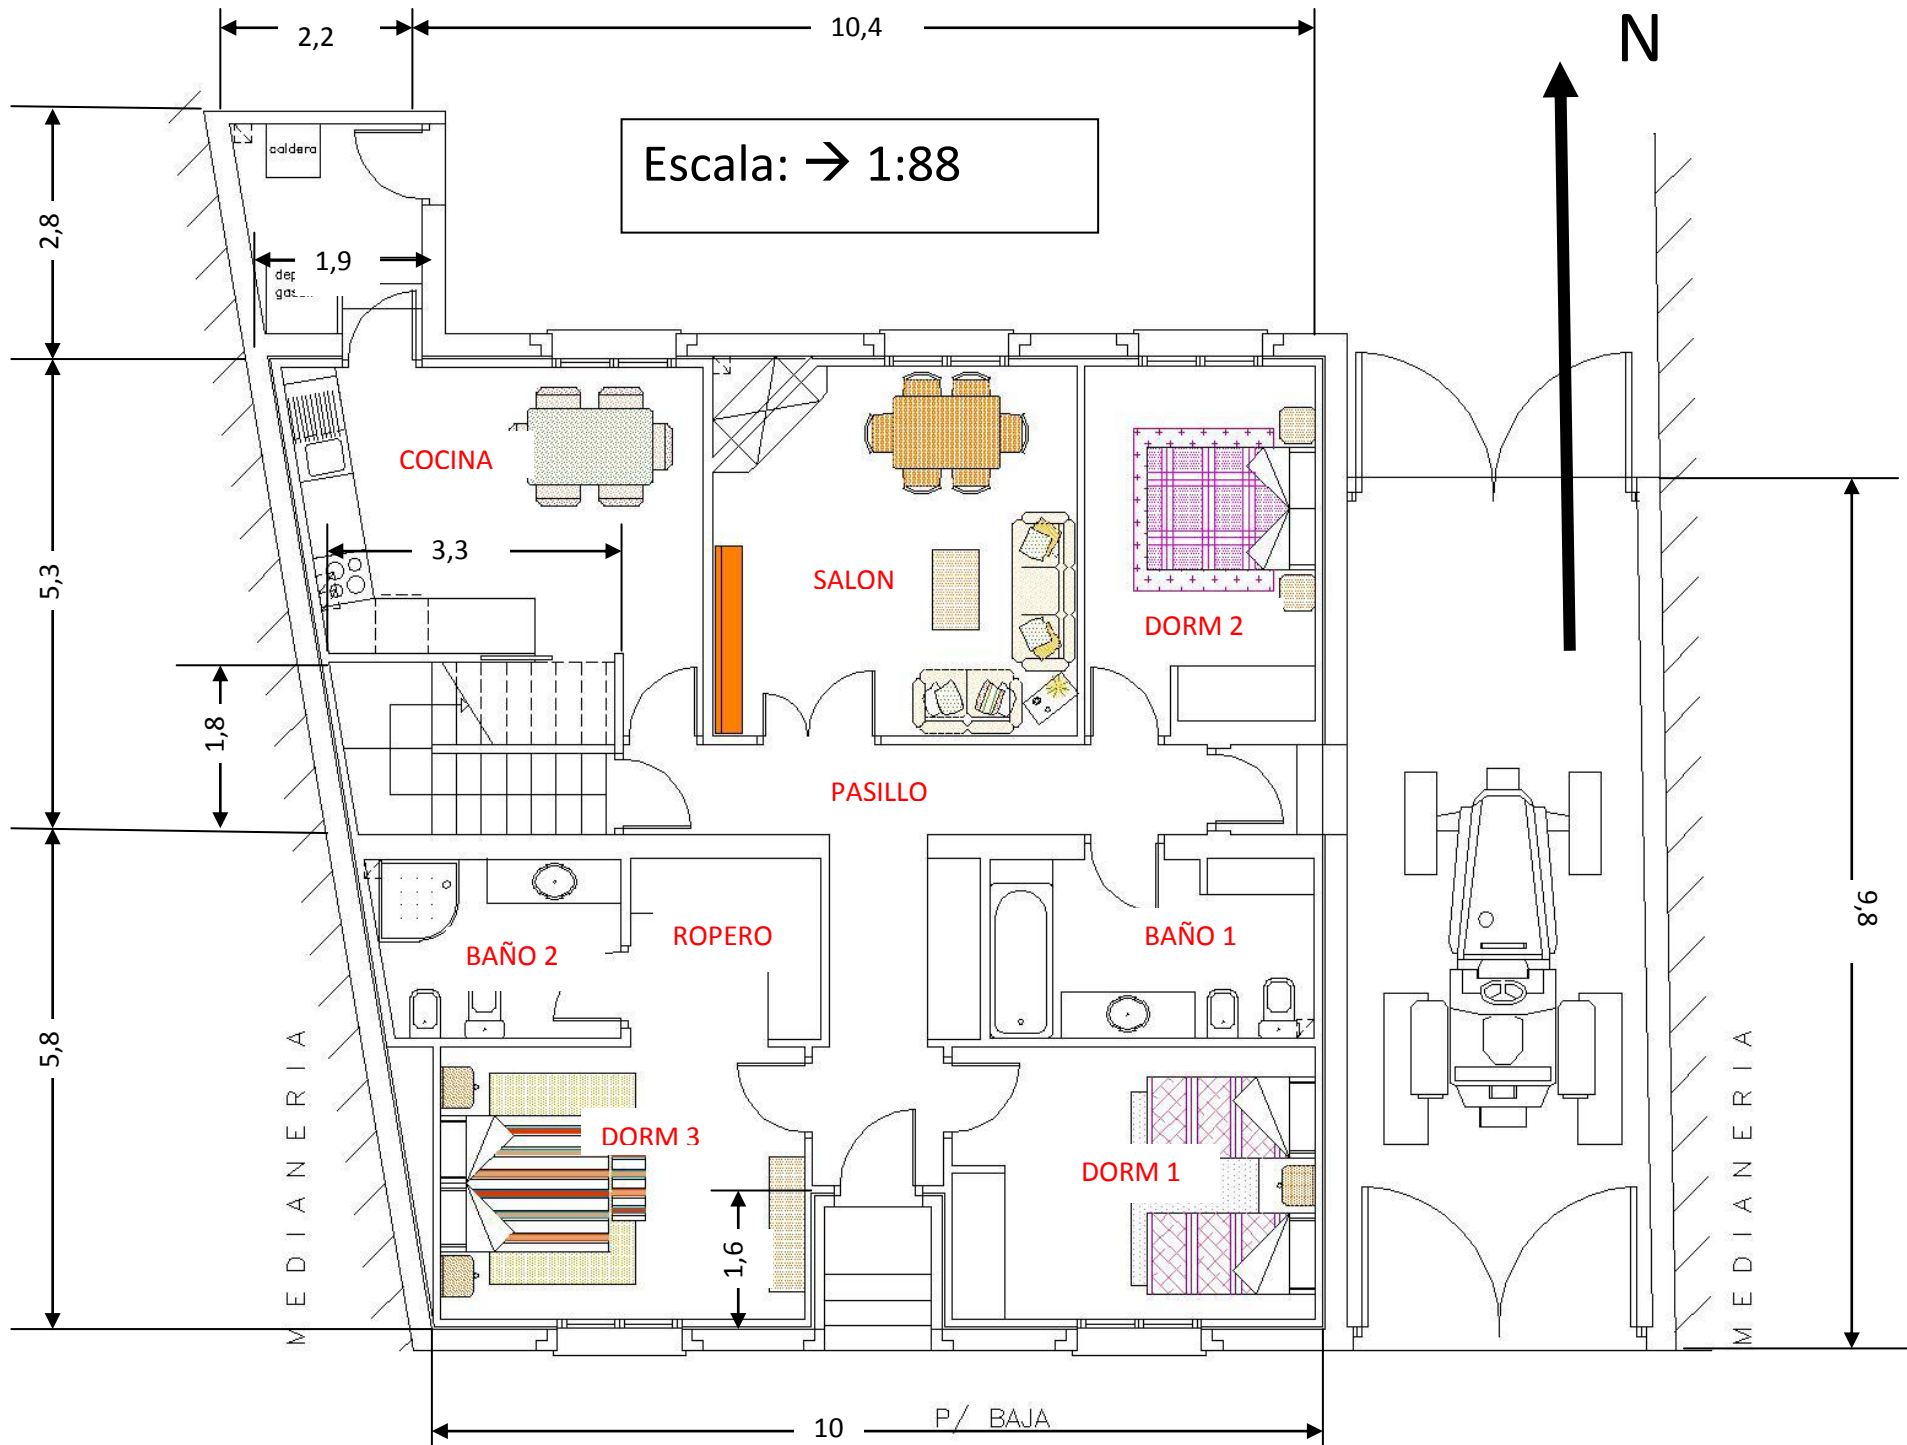 2,2
10,4
N
caldera
Escala: → 1:88
2,8
1,9
dep
gas
COCINA
3,3
SALON
5,3
DORM 2
1,8
PASILLO
9,8
ROPERO
BAÑO 1
BAÑO 2
5,8
MEDIANERIA
MEDIANERIA
DORM 3
DORM 1
1,6
P/ BAJA
10